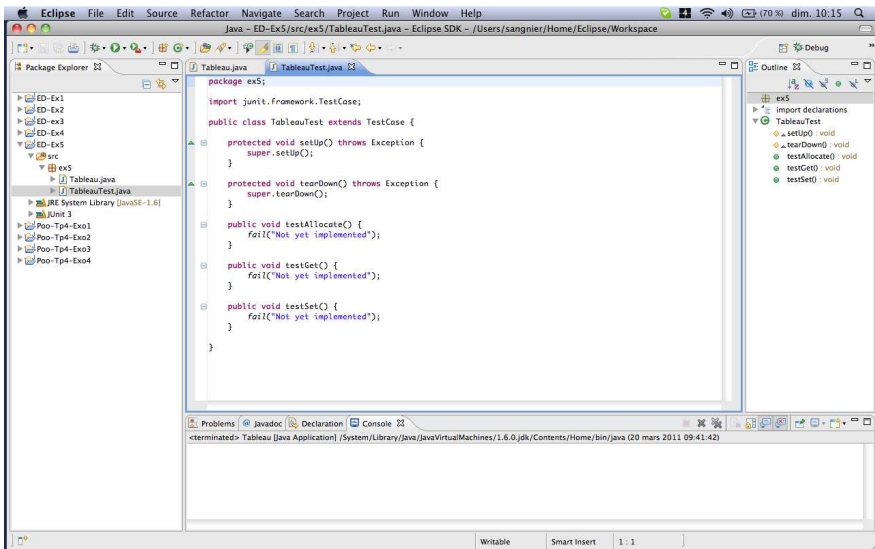 Eclipse File Edit Source Refactor Navigate Search Project Run Window Help (70 %) dim. 10:15
Java – ED-Ex5/src/ex5/TableauTest.java – Eclipse SDK – /Users/sangnier/Home/Eclipse/Workspace
Debug
Package Explorer
ED-Ex1
ED-Ex2
ED-ex3
ED-Ex4
ED-Ex5
src
ex5
Tableau.java
TableauTest.java
JRE System Library [JavaSE-1.6]
JUnit 3
Poo-Tp4-Exo1
Poo-Tp4-Exo2
Poo-Tp4-Exo3
Poo-Tp4-Exo4
Tableau.java TableauTest.java
package ex5;
import junit.framework.TestCase;
public class TableauTest extends TestCase {
protected void setUp() throws Exception {
super.setUp();
}
protected void tearDown() throws Exception {
super.tearDown();
}
public void testAllocate() {
fail("Not yet implemented");
}
public void testGet() {
fail("Not yet implemented");
}
public void testSet() {
fail("Not yet implemented");
}
}
Outline
ex5
import declarations
TableauTest
setUp() : void
tearDown() : void
testAllocate() : void
testGet() : void
testSet() : void
Problems @ Javadoc Declaration Console
<terminated> Tableau [Java Application] /System/Library/Java/JavaVirtualMachines/1.6.0.jdk/Contents/Home/bin/java (20 mars 2011 09:41:42)
Writable Smart Insert 1 : 1